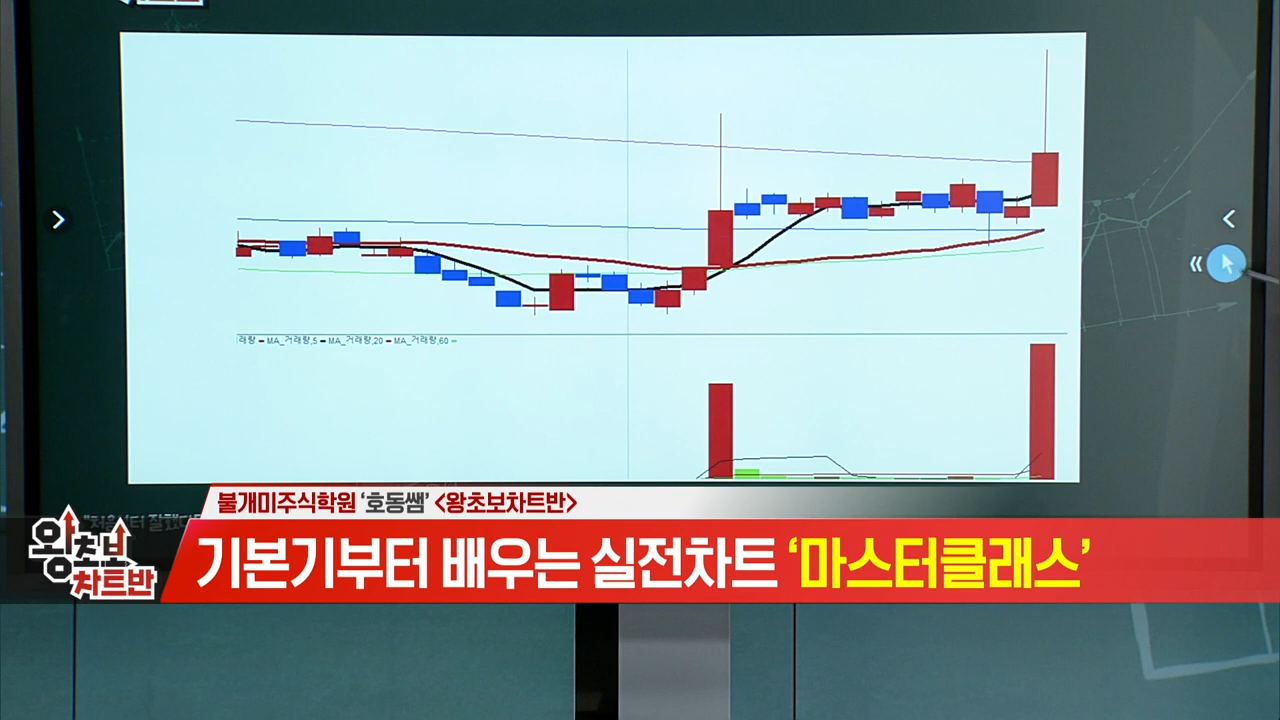 래량 MA_거래량,5 MA_거래량,20 MA_거래량,60
불개미주식학원 ‘호동쌤’ <왕초보차트반>
왕초보
차트반
기본기부터 배우는 실전차트 ‘마스터클래스’